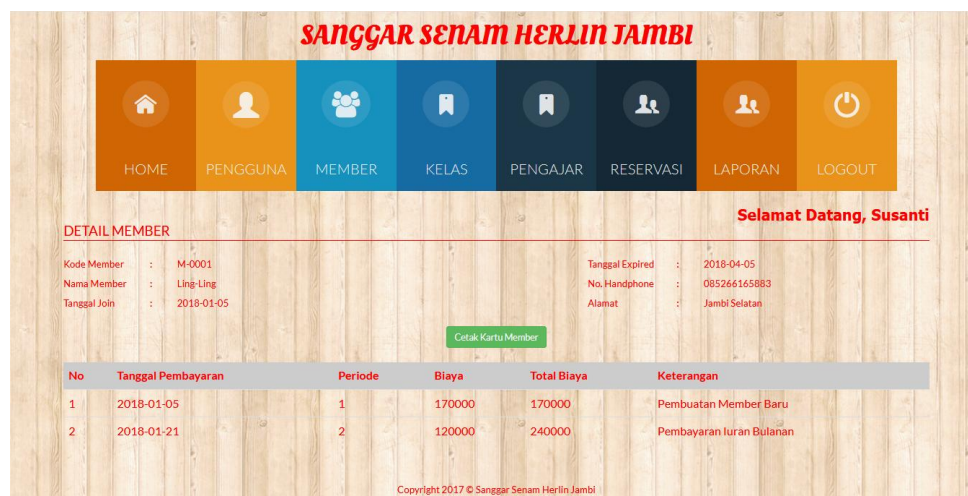 SANGGAR SENAM HERLIN JAMBI
HOME PENGGUNA MEMBER KELAS PENGAJAR RESERVASI LAPORAN LOGOUT
Selamat Datang, Susanti
DETAIL MEMBER
Kode Member : M-0001 Tanggal Expired : 2018-04-05
Nama Member : Ling-Ling No. Handphone : 085266165883
Tanggal Join : 2018-01-05 Alamat : Jambi Selatan
Cetak Kartu Member
No Tanggal Pembayaran Periode Biaya Total Biaya Keterangan
1 2018-01-05 1 170000 170000 Pembuatan Member Baru
2 2018-01-21 2 120000 240000 Pembayaran Iuran Bulanan
Copyright 2017 © Sanggar Senam Herlin Jambi